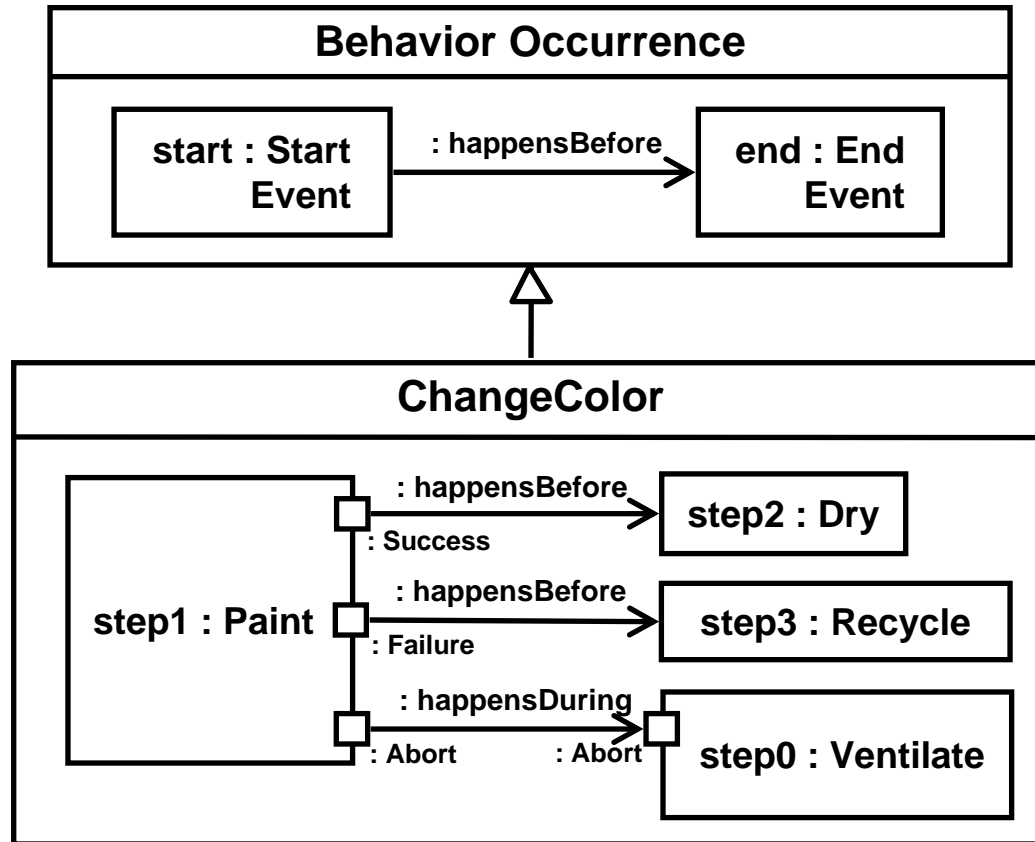 Behavior Occurrence
start : Start
Event
: happensBefore
end : End
Event
ChangeColor
step1 : Paint
: happensBefore
: Success
step2 : Dry
: happensBefore
: Failure
step3 : Recycle
: happensDuring
: Abort
: Abort
step0 : Ventilate